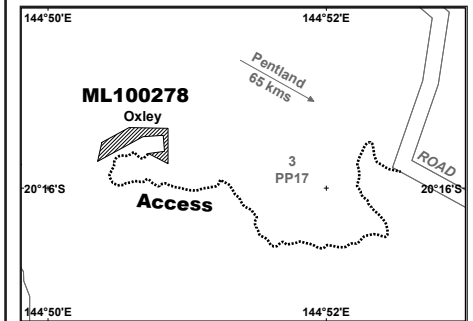 144°50'E 144°52'E
Pentland
65 kms
ML100278
Oxley
ROAD
3
PP17
20°16'S 20°16'S
Access
144°50'E 144°52'E